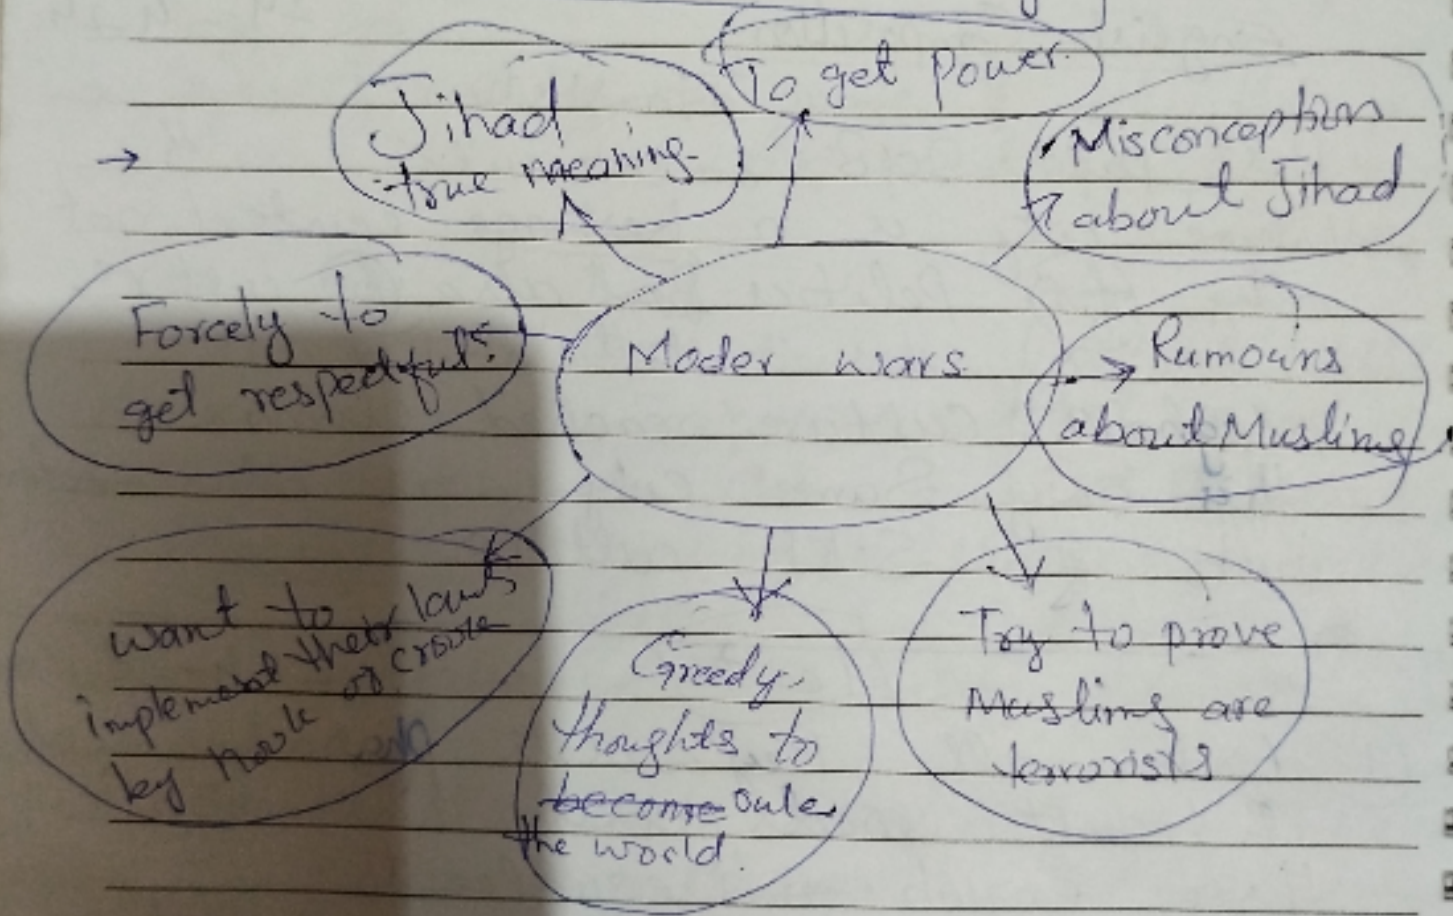 To get power.
Jihad
true meaning.
Misconception
about Jihad
Forcely to
get respectful.
Moder wars
Rumours
about Muslims
want to
implement their laws
by hook or crook
Greedy
thoughts to
become rule
the world.
Try to prove
Muslims are
terrorists